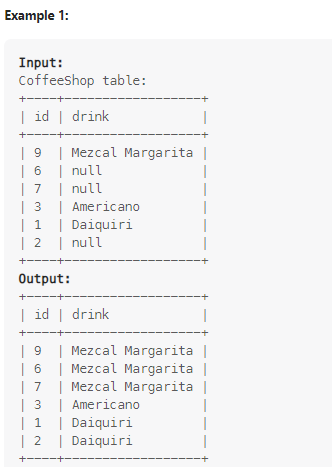 Example 1:
Input:
CoffeeShop table:
+----+------------------+
| id | drink            |
+----+------------------+
| 9  | Mezcal Margarita |
| 6  | null             |
| 7  | null             |
| 3  | Americano        |
| 1  | Daiquiri         |
| 2  | null             |
+----+------------------+
Output:
+----+------------------+
| id | drink            |
+----+------------------+
| 9  | Mezcal Margarita |
| 6  | Mezcal Margarita |
| 7  | Mezcal Margarita |
| 3  | Americano        |
| 1  | Daiquiri         |
| 2  | Daiquiri         |
+----+------------------+